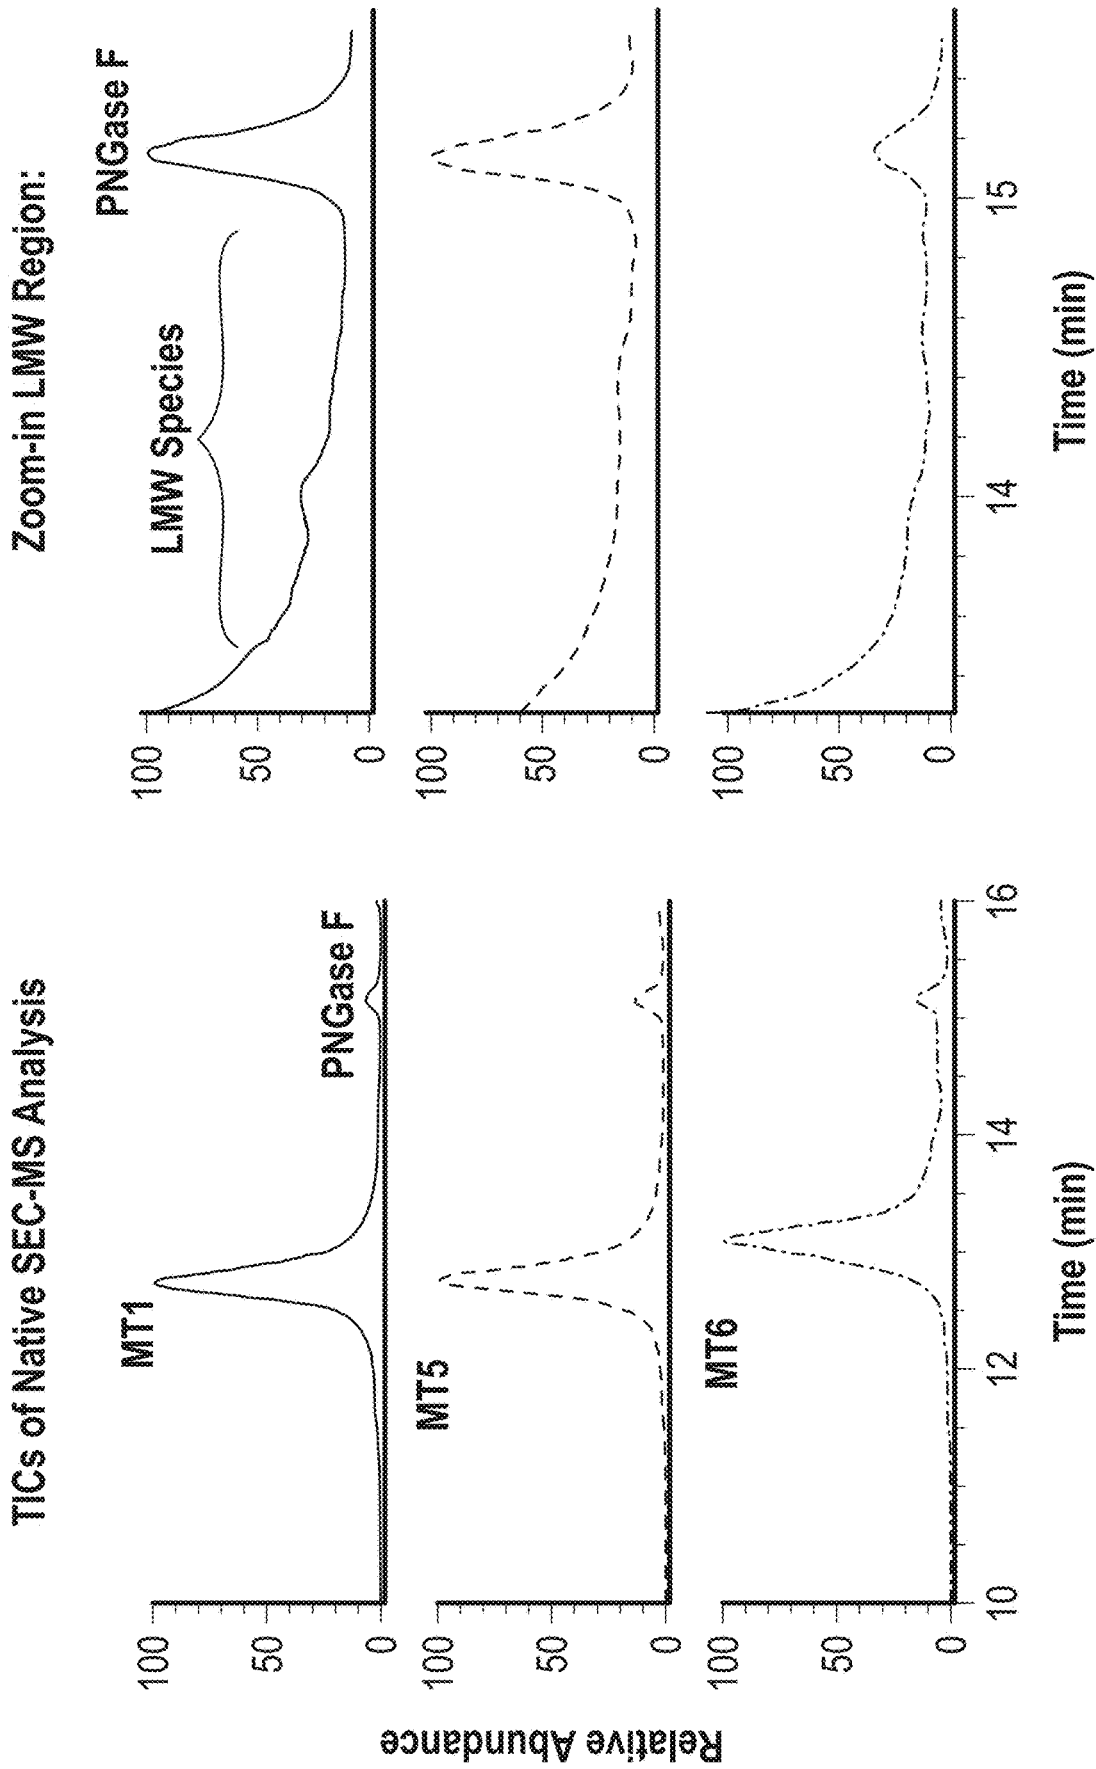 TICs of Native SEC-MS Analysis
Zoom-in LMW Region:
Relative Abundance
MT1
PNGase F
100
50
0
MT5
100
50
0
MT6
100
50
0
10
12
14
16
Time (min)
PNGase F
LMW Species
100
50
0
100
50
0
100
50
0
14
15
Time (min)